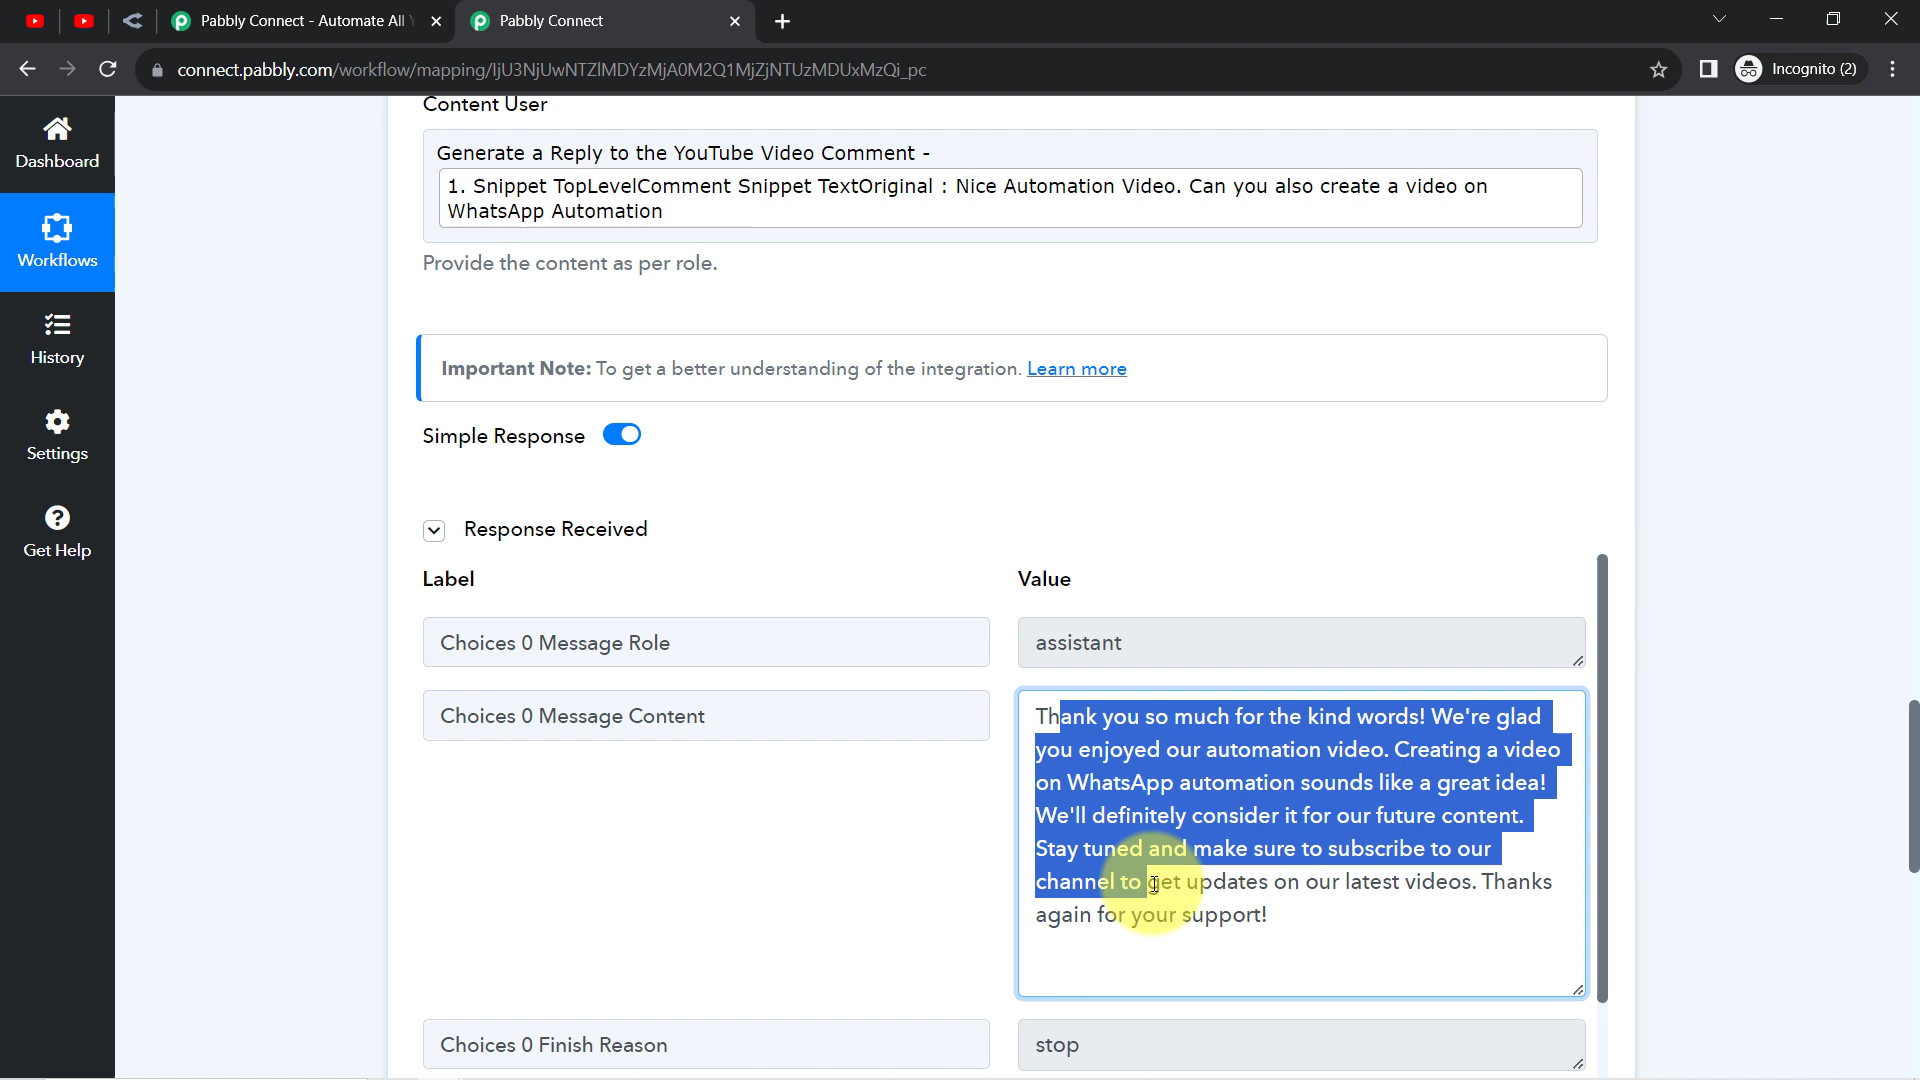 Pabbly Connect - Automate All
Pabbly Connect
connect.pabbly.com/workflow/mapping/IjU3NjUwNTZlMDYzMjA0M2Q1MjZjNTUzMDUxMzQi_pc
Incognito (2)
Dashboard
Workflows
History
Settings
Get Help
Content User
Generate a Reply to the YouTube Video Comment -
1. Snippet TopLevelComment Snippet TextOriginal : Nice Automation Video. Can you also create a video on
WhatsApp Automation
Provide the content as per role.
Important Note: To get a better understanding of the integration. Learn more
Simple Response
Response Received
Label
Value
Choices 0 Message Role
assistant
Choices 0 Message Content
Thank you so much for the kind words! We're glad
you enjoyed our automation video. Creating a video
on WhatsApp automation sounds like a great idea!
We'll definitely consider it for our future content.
Stay tuned and make sure to subscribe to our
channel to get updates on our latest videos. Thanks
again for your support!
Choices 0 Finish Reason
stop